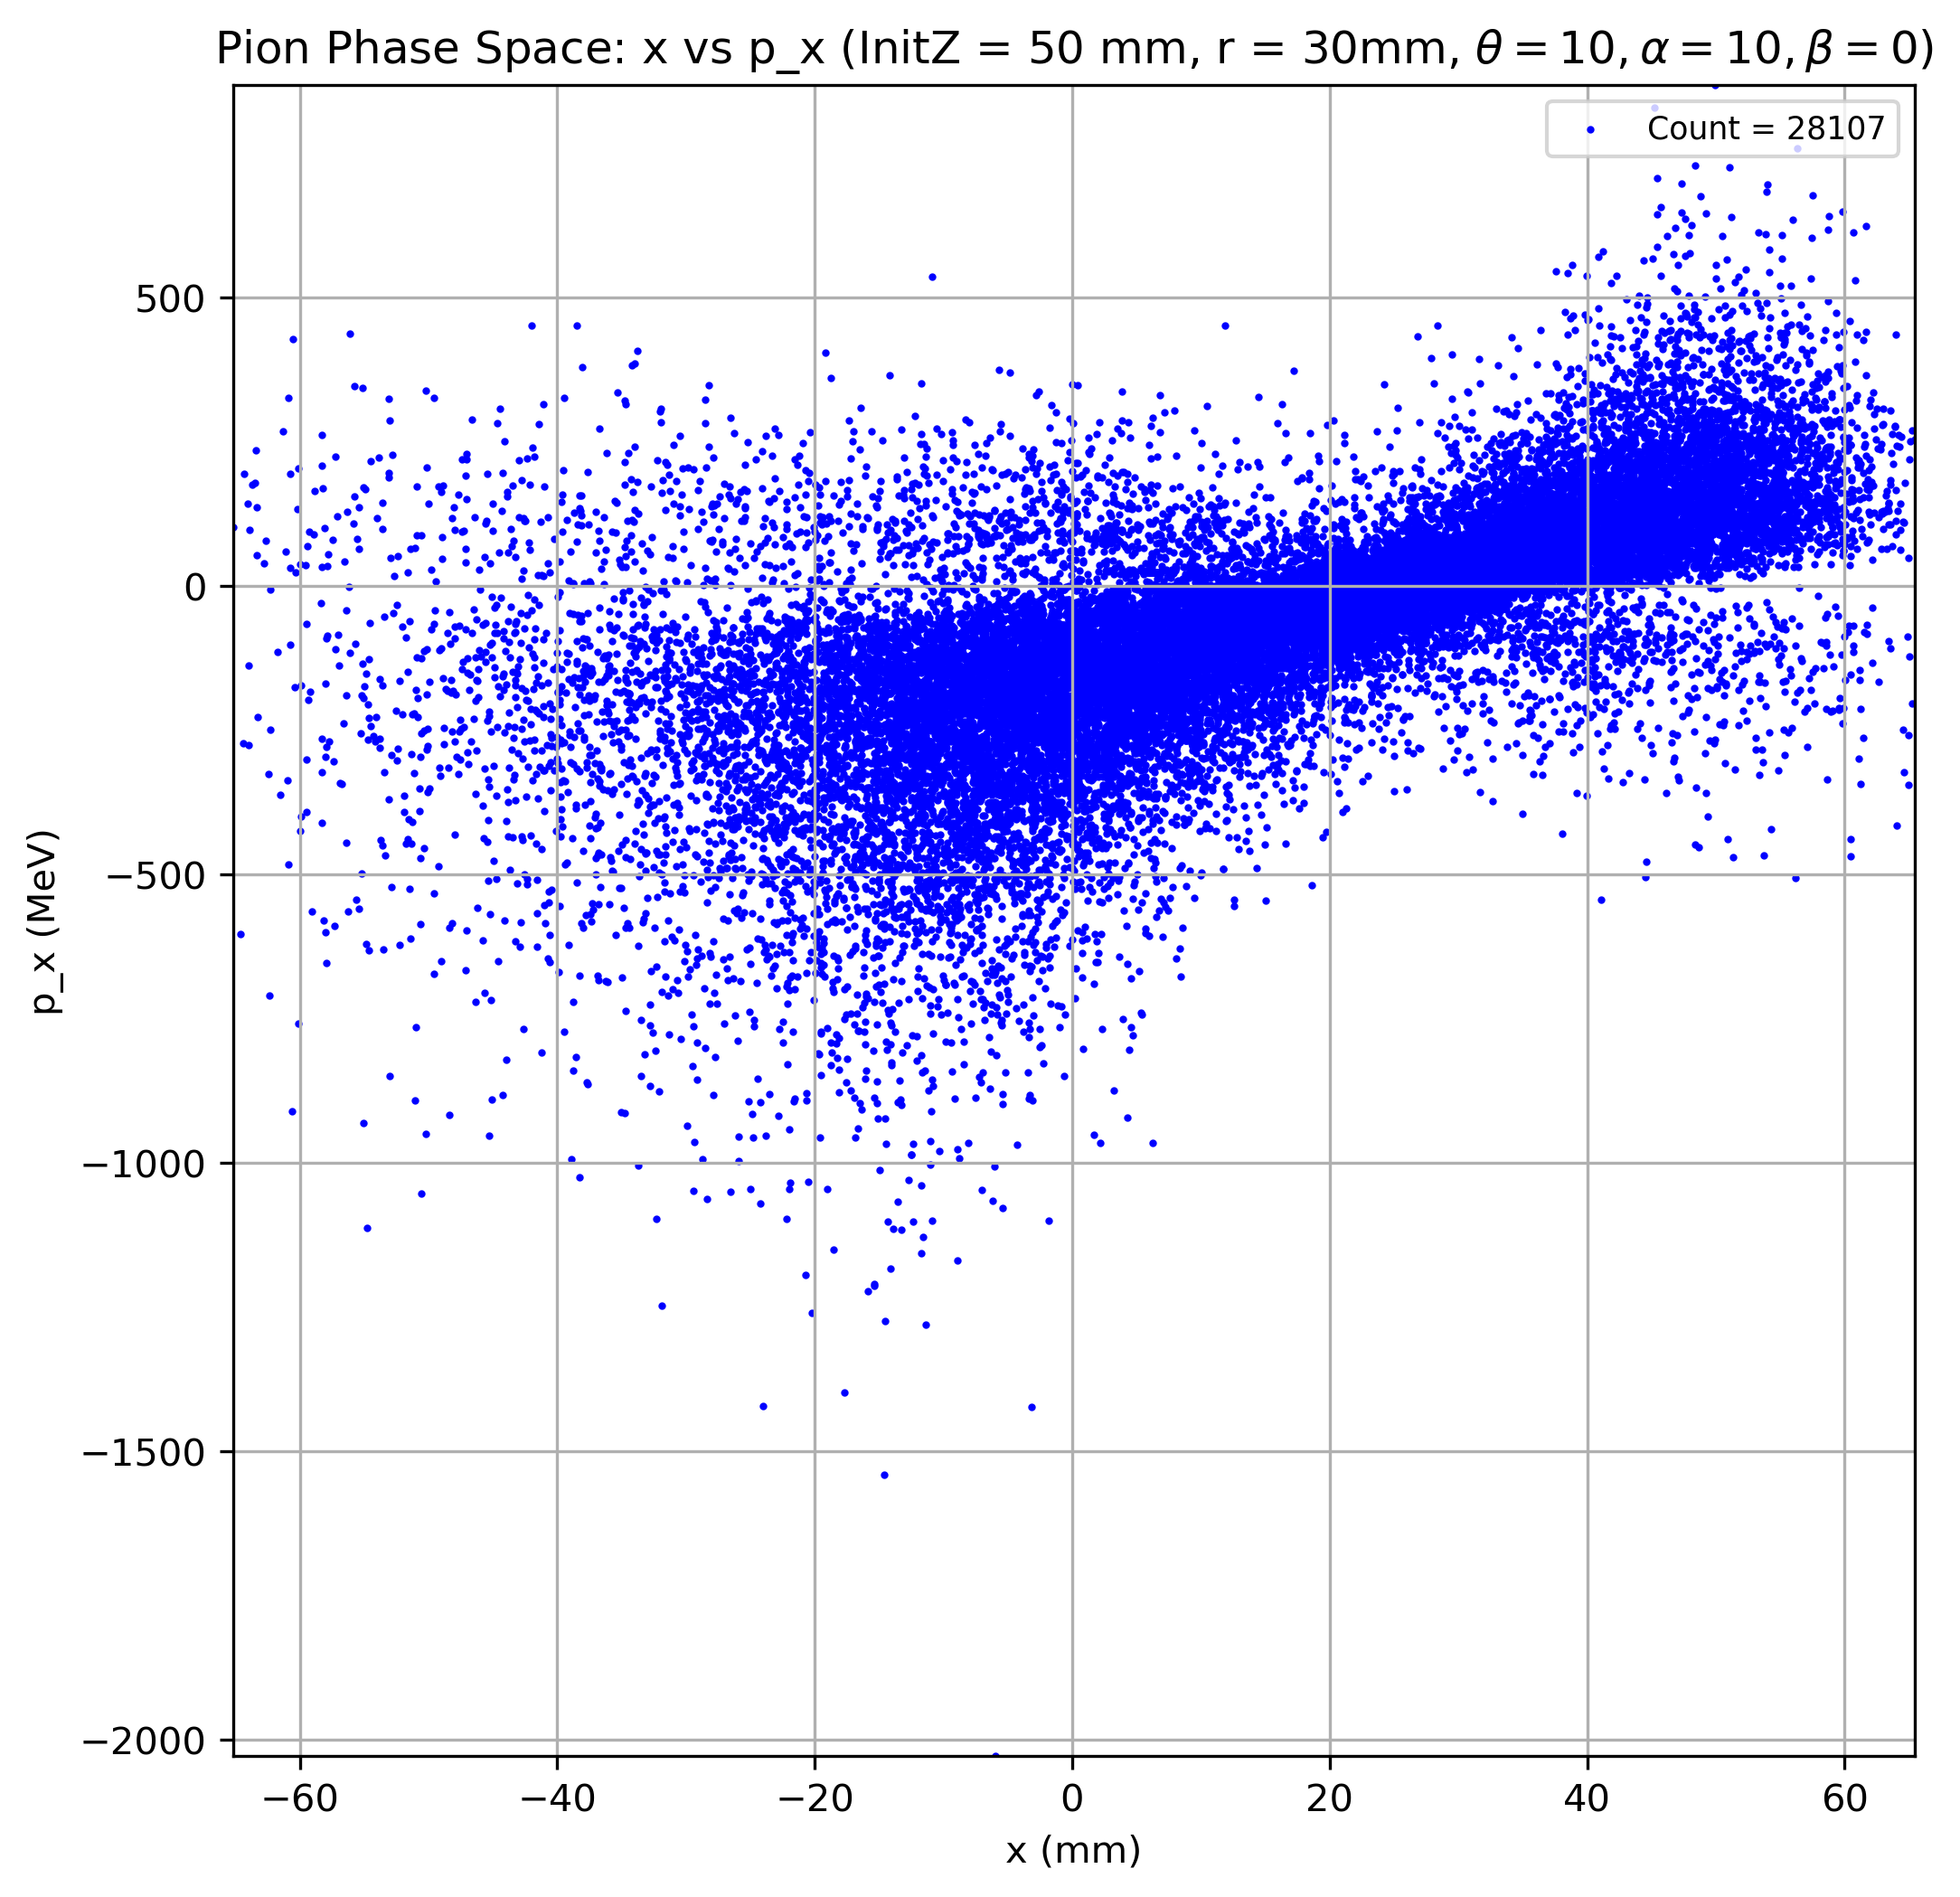 Pion Phase Space: x vs p_x (InitZ = 50 mm, r = 30mm, θ = 10, α = 10, β = 0)
Count = 28107
500
0
−500
−1000
−1500
−2000
p_x (MeV)
−60 −40 −20 0 20 40 60
x (mm)